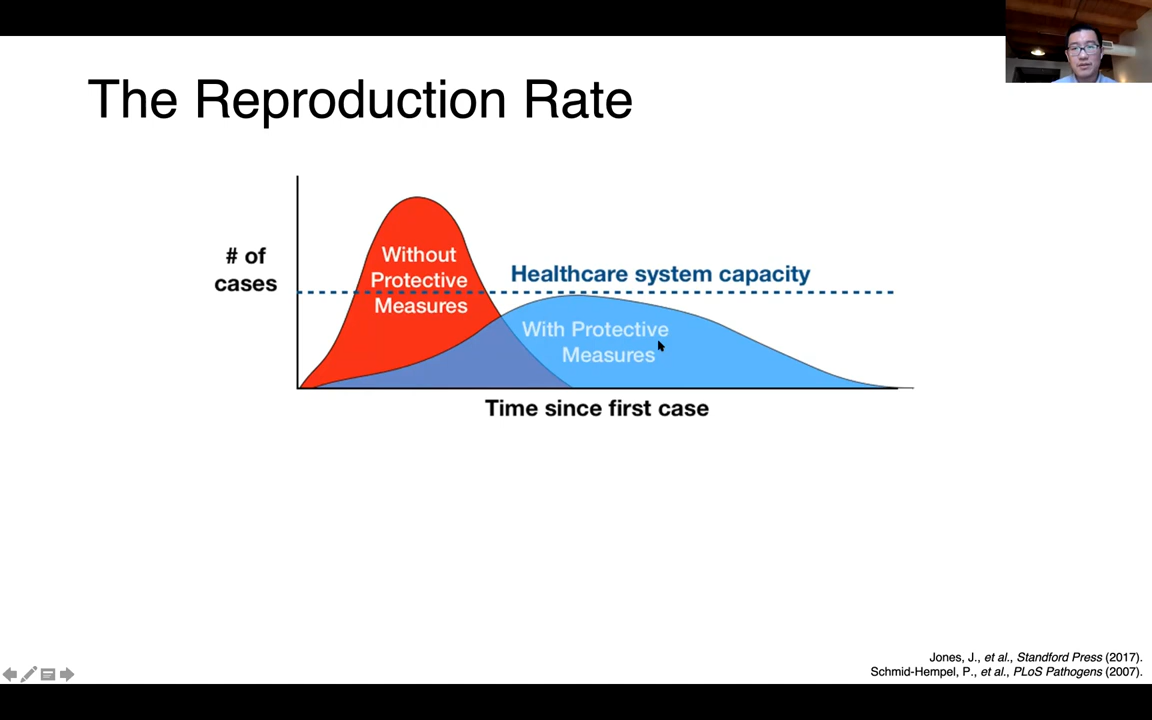 The Reproduction Rate
# of
cases
Without
Protective
Measures
Healthcare system capacity
With Protective
Measures
Time since first case
Jones, J., et al., Standford Press (2017).
Schmid-Hempel, P., et al., PLoS Pathogens (2007).